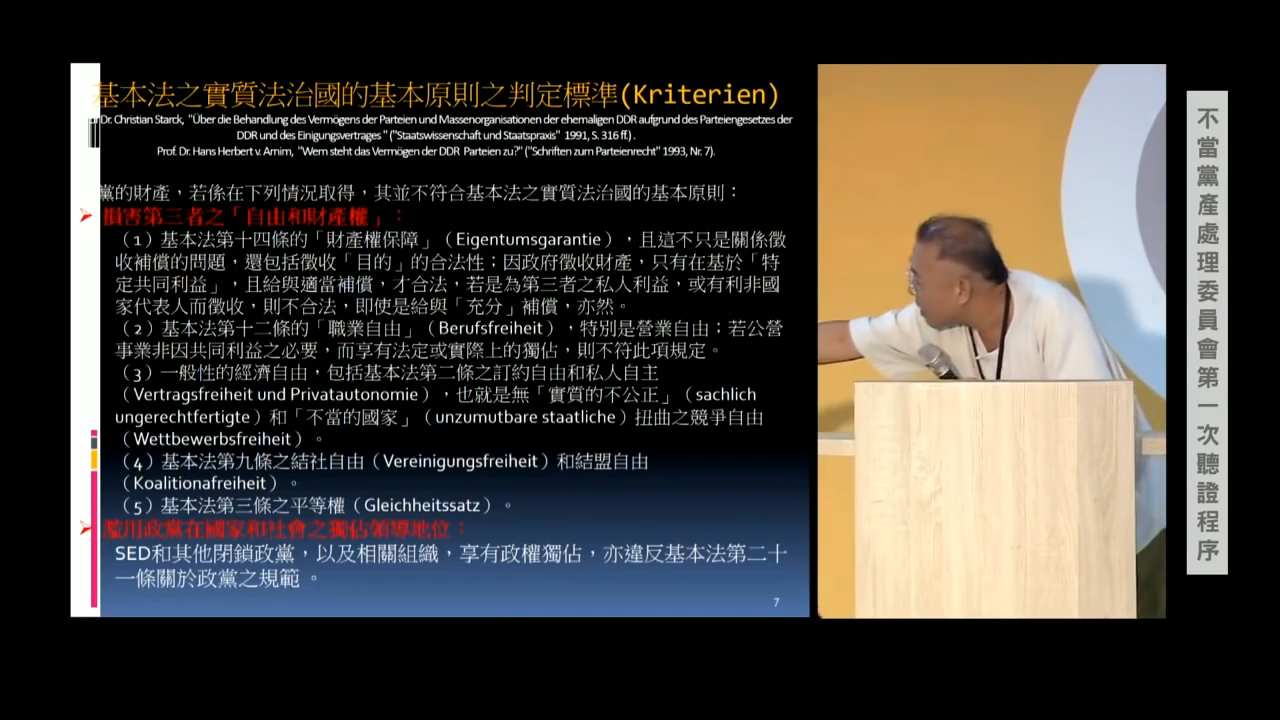 基本法之實質法治國的基本原則之判定標準(Kriterien)
Dr. Christian Starck, "Über die Behandlung des Vermögens der Parteien und Massenorganisationen der ehemaligen DDR aufgrund des Parteiengesetzes der
DDR und des Einigungsvertrages " ("Staatswissenschaft und Staatspraxis" 1991, S. 316 ff.) .
Prof. Dr. Hans Herbert v. Arnim, "Wem steht das Vermögen der DDR Parteien zu?" ("Schriften zum Parteienrecht" 1993, Nr. 7).
黨的財產，若係在下列情況取得，其並不符合基本法之實質法治國的基本原則：
損害第三者之「自由和財產權」：
（1）基本法第十四條的「財產權保障」（Eigentumsgarantie），且這不只是關係徵
收補償的問題，還包括徵收「目的」的合法性；因政府徵收財產，只有在基於「特
定共同利益」，且給與適當補償，才合法，若是為第三者之私人利益，或有利非國
家代表人而徵收，則不合法，即使是給與「充分」補償，亦然。
（2）基本法第十二條的「職業自由」（Berufsfreiheit），特別是營業自由；若公營
事業非因共同利益之必要，而享有法定或實際上的獨佔，則不符此項規定。
（3）一般性的經濟自由，包括基本法第二條之訂約自由和私人自主
（Vertragsfreiheit und Privatautonomie），也就是無「實質的不公正」（sachlich
ungerechtfertigte）和「不當的國家」（unzumutbare staatliche）扭曲之競爭自由
（Wettbewerbsfreiheit）。
（4）基本法第九條之結社自由（Vereinigungsfreiheit）和結盟自由
（Koalitionafreiheit）。
（5）基本法第三條之平等權（Gleichheitssatz）。
濫用政黨在國家和社會之獨佔領導地位：
SED和其他閉鎖政黨，以及相關組織，享有政權獨佔，亦違反基本法第二十
一條關於政黨之規範 。
7
不當黨產處理委員會第一次聽證程序